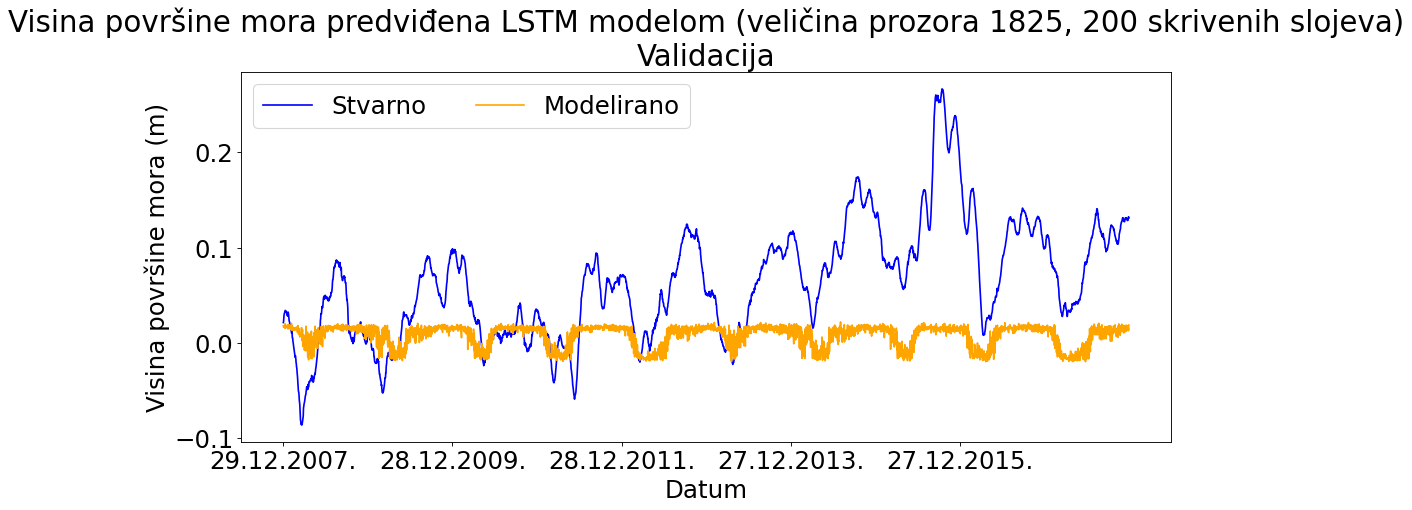 Visina površine mora predviđena LSTM modelom (veličina prozora 1825, 200 skrivenih slojeva)
Validacija
Stvarno
Modelirano
Visina površine mora (m)
0.2
0.1
0.0
−0.1
29.12.2007.
28.12.2009.
28.12.2011.
27.12.2013.
27.12.2015.
Datum